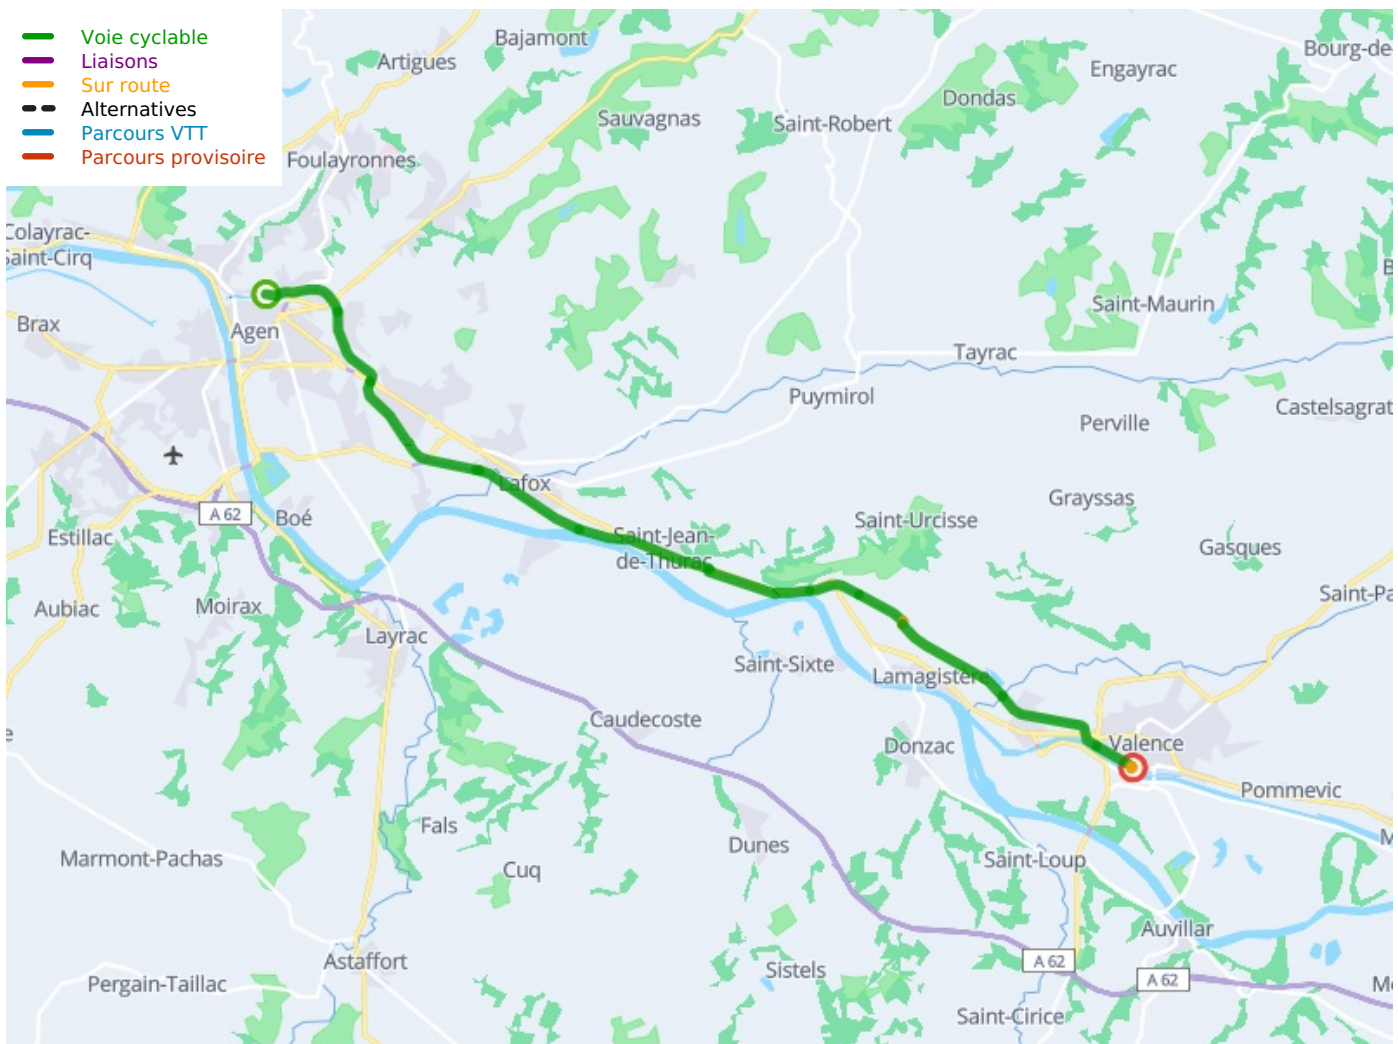 Voie cyclable
Liaisons
Sur route
Alternatives
Parcours VTT
Parcours provisoire
Bajamont
Artigues
Bourg-de-
Engayrac
Dondas
Sauvagnas
Saint-Robert
Foulayronnes
Colayrac-
Saint-Cirq
Saint-Maurin
Brax
Agen
Tayrac
Puymirol
Castelsagrat
Perville
Lafox
Grayssas
A 62
Boé
Saint-Urcisse
Estillac
Saint-Jean-
de-Thurac
Gasques
Saint-Pa
Aubiac
Moirax
Layrac
Saint-Sixte
Lamagistère
Caudecoste
Donzac
Valence
Pommevic
Fals
Dunes
Marmont-Pachas
Cuq
Saint-Loup
Auvillar
Astaffort
A 62
Sistels
A 62
Pergain-Taillac
Saint-Cirice